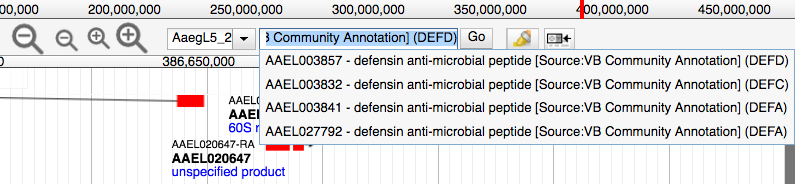 00,000 200,000,000 250,000,000 300,000,000 350,000,000 400,000,000 450,000,000
AaegL5_2 B Community Annotation] (DEFD) Go
0 386,650,000
AAEL003857 - defensin anti-microbial peptide [Source:VB Community Annotation] (DEFD)
AAEL003832 - defensin anti-microbial peptide [Source:VB Community Annotation] (DEFC)
AAEL003841 - defensin anti-microbial peptide [Source:VB Community Annotation] (DEFA)
AAEL027792 - defensin anti-microbial peptide [Source:VB Community Annotation] (DEFA)
60S
AAEL020647-RA
AAEL020647
unspecified product